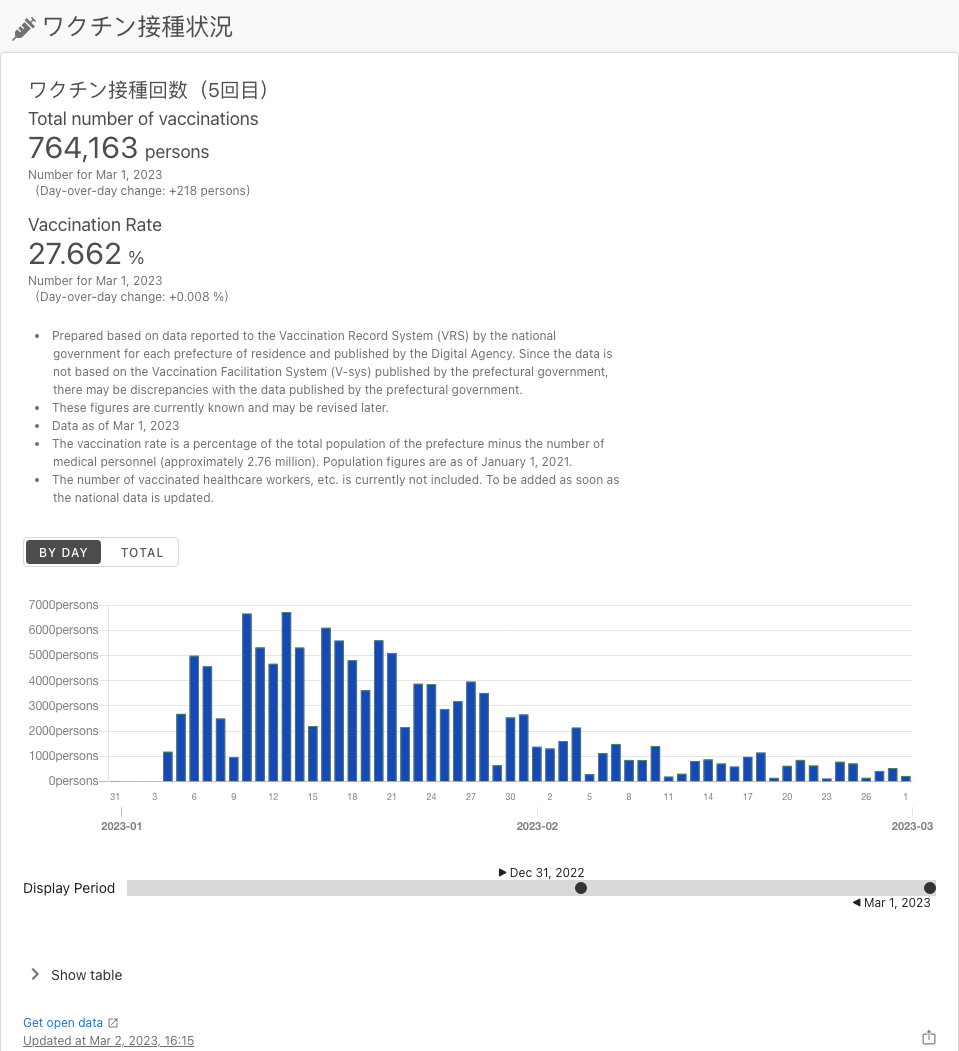 ワクチン接種状況
ワクチン接種回数（5回目）
Total number of vaccinations
764,163 persons
Number for Mar 1, 2023
（Day-over-day change: +218 persons）
Vaccination Rate
27.662 %
Number for Mar 1, 2023
（Day-over-day change: +0.008 %）
• Prepared based on data reported to the Vaccination Record System (VRS) by the national
government for each prefecture of residence and published by the Digital Agency. Since the data is
not based on the Vaccination Facilitation System (V-sys) published by the prefectural government,
there may be discrepancies with the data published by the prefectural government.
• These figures are currently known and may be revised later.
• Data as of Mar 1, 2023
• The vaccination rate is a percentage of the total population of the prefecture minus the number of
medical personnel (approximately 2.76 million). Population figures are as of January 1, 2021.
• The number of vaccinated healthcare workers, etc. is currently not included. To be added as soon as
the national data is updated.
BY DAY TOTAL
7000persons
6000persons
5000persons
4000persons
3000persons
2000persons
1000persons
0persons
31 3 6 9 12 15 18 21 24 27 30 2 5 8 11 14 17 20 23 26 1
2023-01 2023-02 2023-03
Dec 31, 2022
Display Period
Mar 1, 2023
Show table
Get open data
Updated at Mar 2, 2023, 16:15